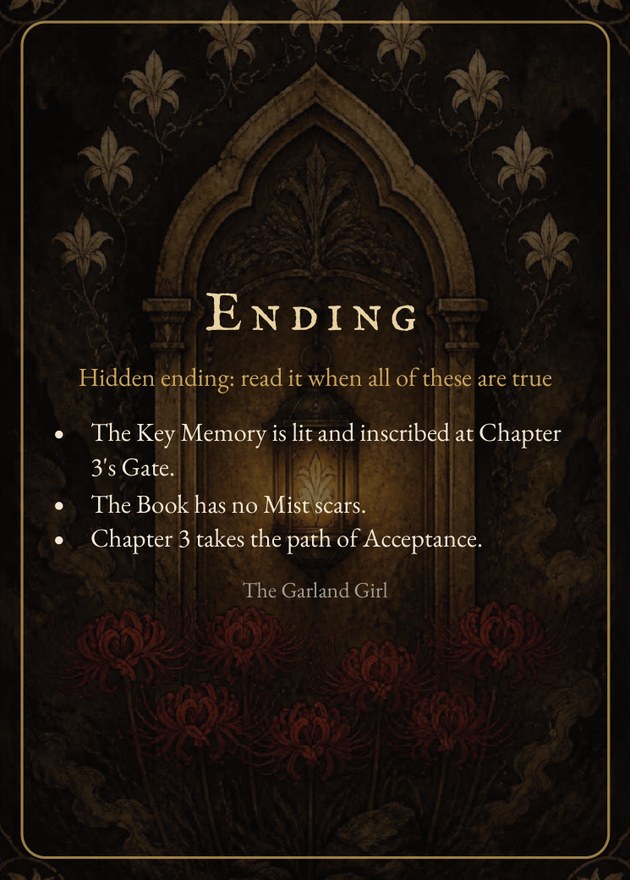 Ending
Hidden ending: read it when all of these are true
• The Key Memory is lit and inscribed at Chapter
3's Gate.
• The Book has no Mist scars.
• Chapter 3 takes the path of Acceptance.
The Garland Girl